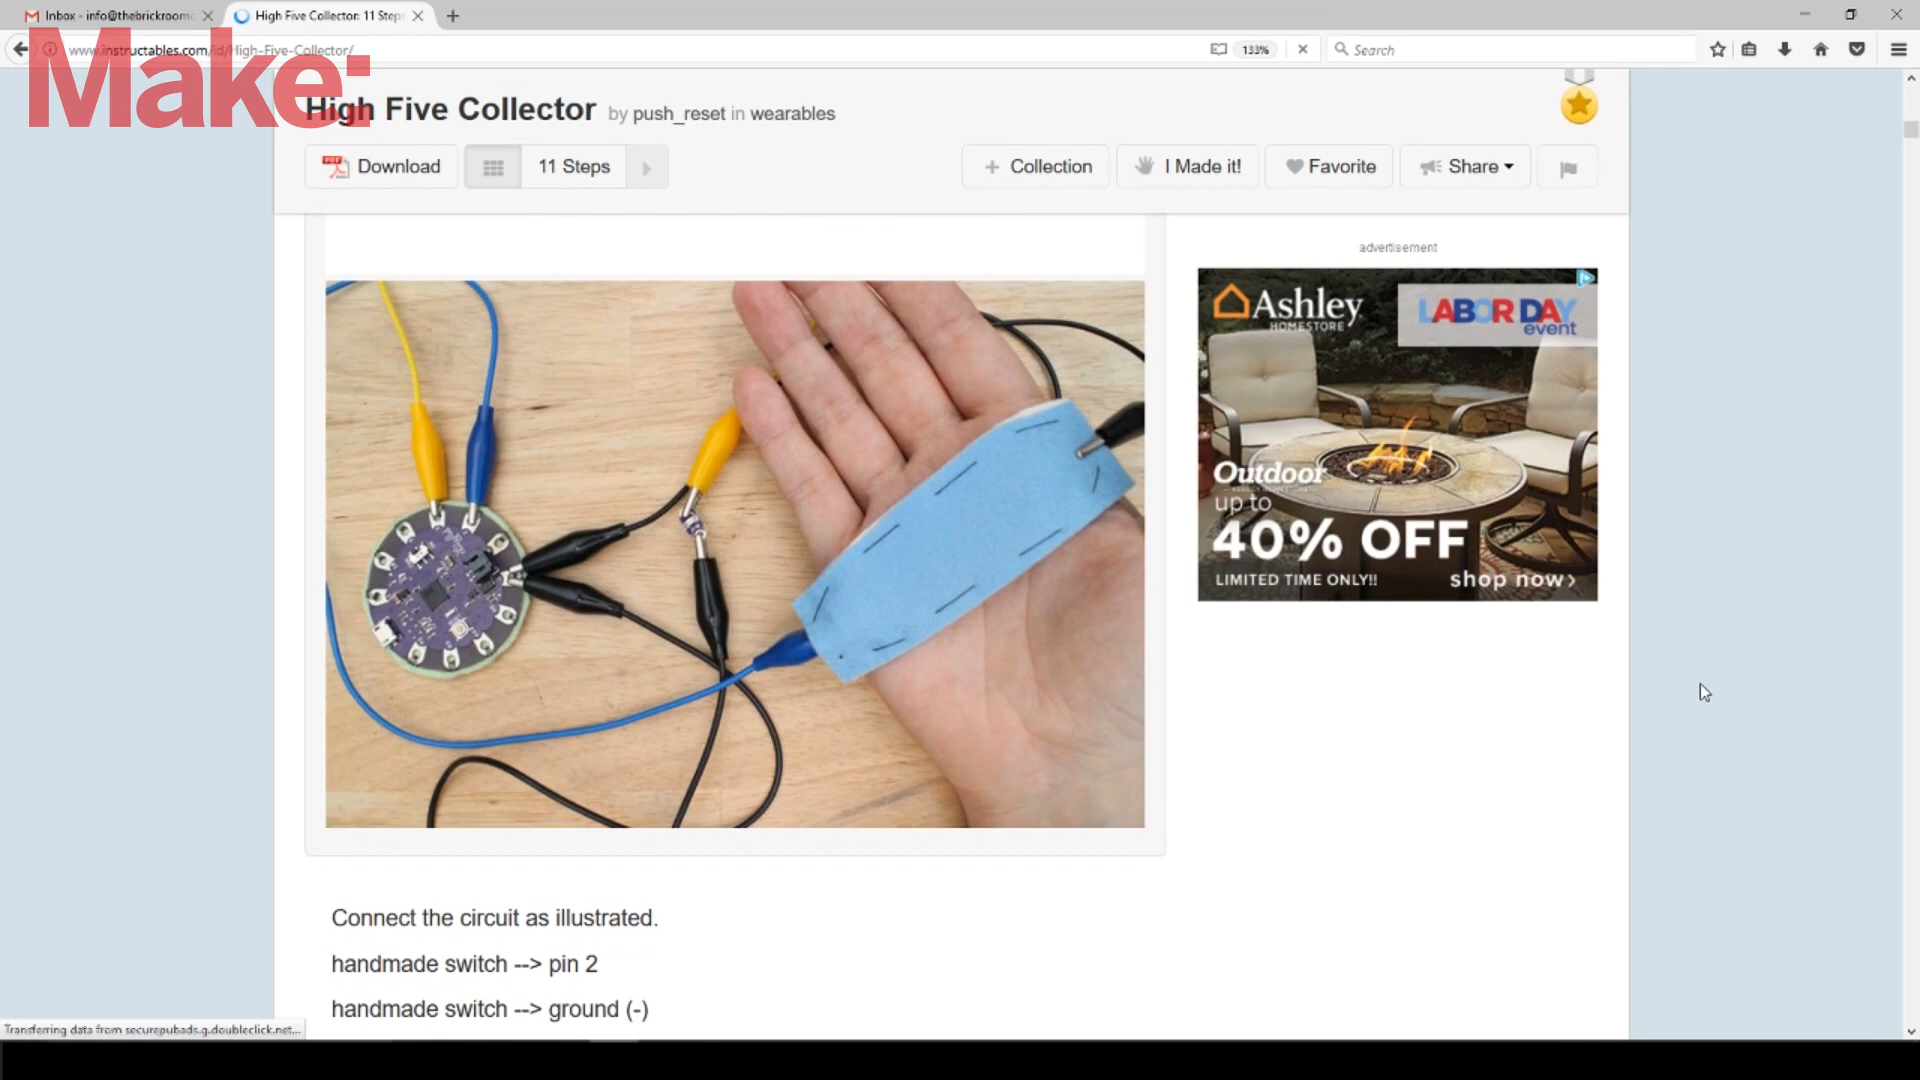 Inbox - info@thebrickroom
High Five Collector: 11 Step
www.instructables.com/id/High-Five-Collector/
133%
Search
Make:
High Five Collector by push_reset in wearables
Download
11 Steps
+ Collection
I Made it!
Favorite
Share
advertisement
Ashley
HOMESTORE
LABOR DAY
event
Outdoor
up to
40% OFF
LIMITED TIME ONLY!!
shop now>
Connect the circuit as illustrated.
handmade switch --> pin 2
handmade switch --> ground (-)
Transferring data from securepubads.g.doubleclick.net...